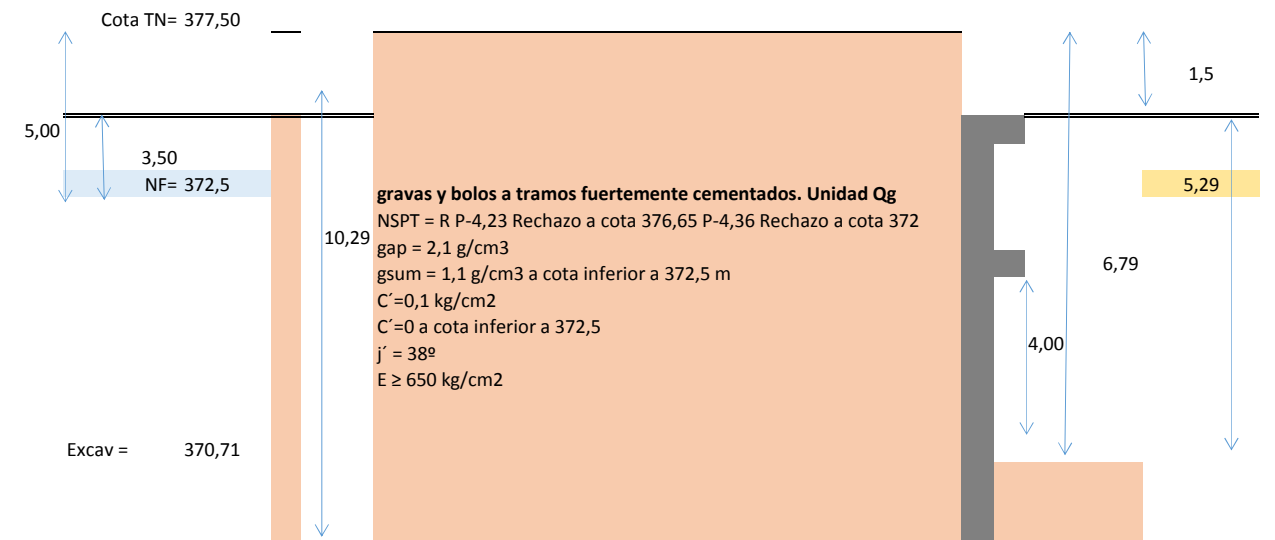 Cota TN= 377,50
1,5
5,00
3,50
NF= 372,5
5,29
gravas y bolos a tramos fuertemente cementados. Unidad Qg
NSPT = R P-4,23 Rechazo a cota 376,65 P-4,36 Rechazo a cota 372
10,29
gap = 2,1 g/cm3
gsum = 1,1 g/cm3 a cota inferior a 372,5 m
6,79
C´=0,1 kg/cm2
C´=0 a cota inferior a 372,5
4,00
j´ = 38º
E ≥ 650 kg/cm2
Excav = 370,71